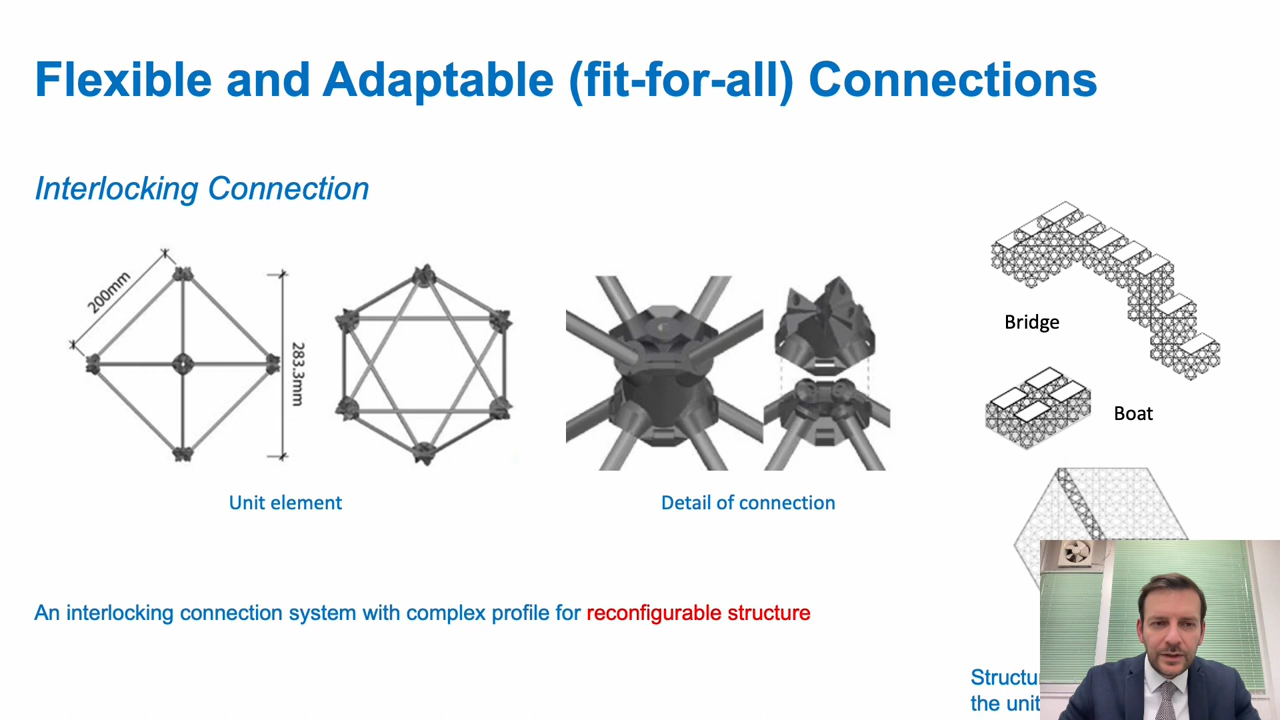 Flexible and Adaptable (fit-for-all) Connections
Interlocking Connection
200mm
283.3mm
Unit element
Detail of connection
Bridge
Boat
An interlocking connection system with complex profile for reconfigurable structure
the unit